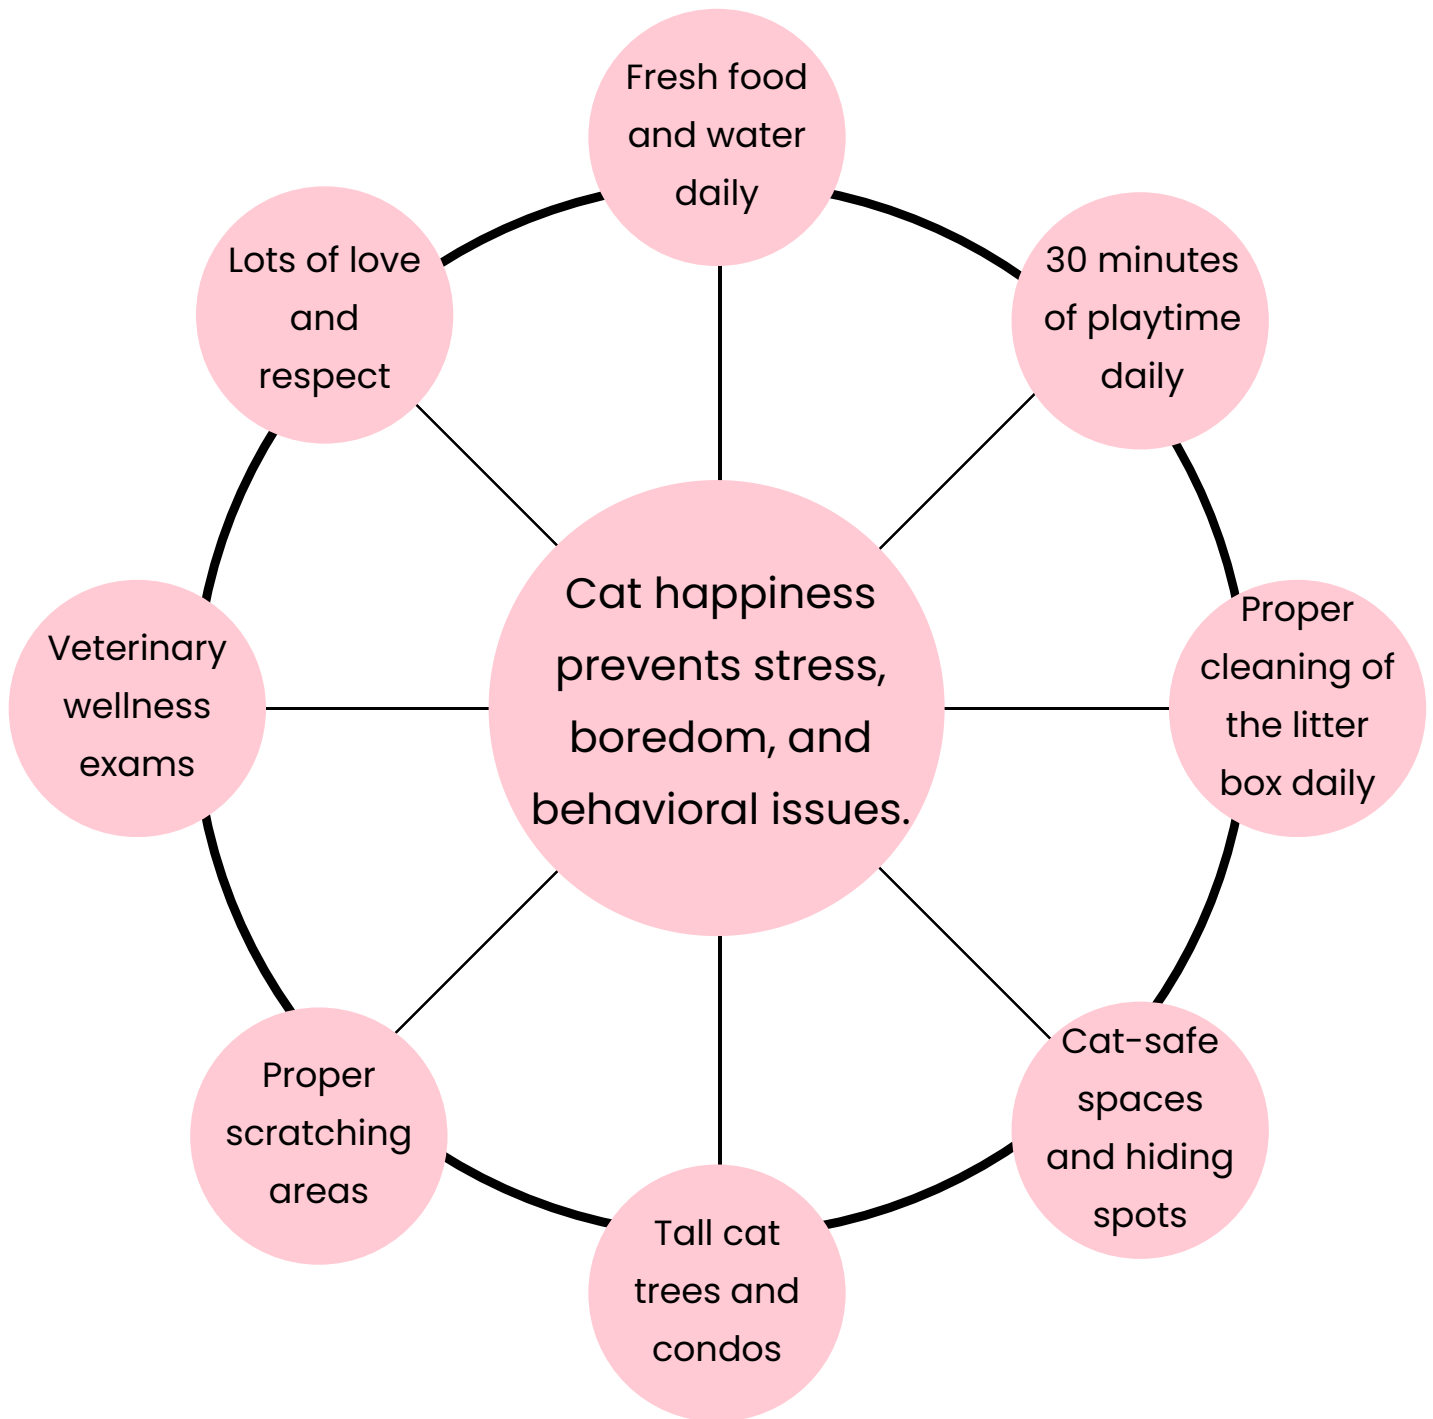 Fresh food
and water
daily
30 minutes
of playtime
daily
Proper
cleaning of
the litter
box daily
Cat-safe
spaces
and hiding
spots
Tall cat
trees and
condos
Proper
scratching
areas
Veterinary
wellness
exams
Lots of love
and
respect
Cat happiness
prevents stress,
boredom, and
behavioral issues.